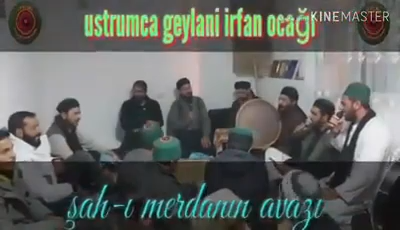 ustrumca geylani irfan ocağı
KINEMASTER
şah-ı merdanın avazı